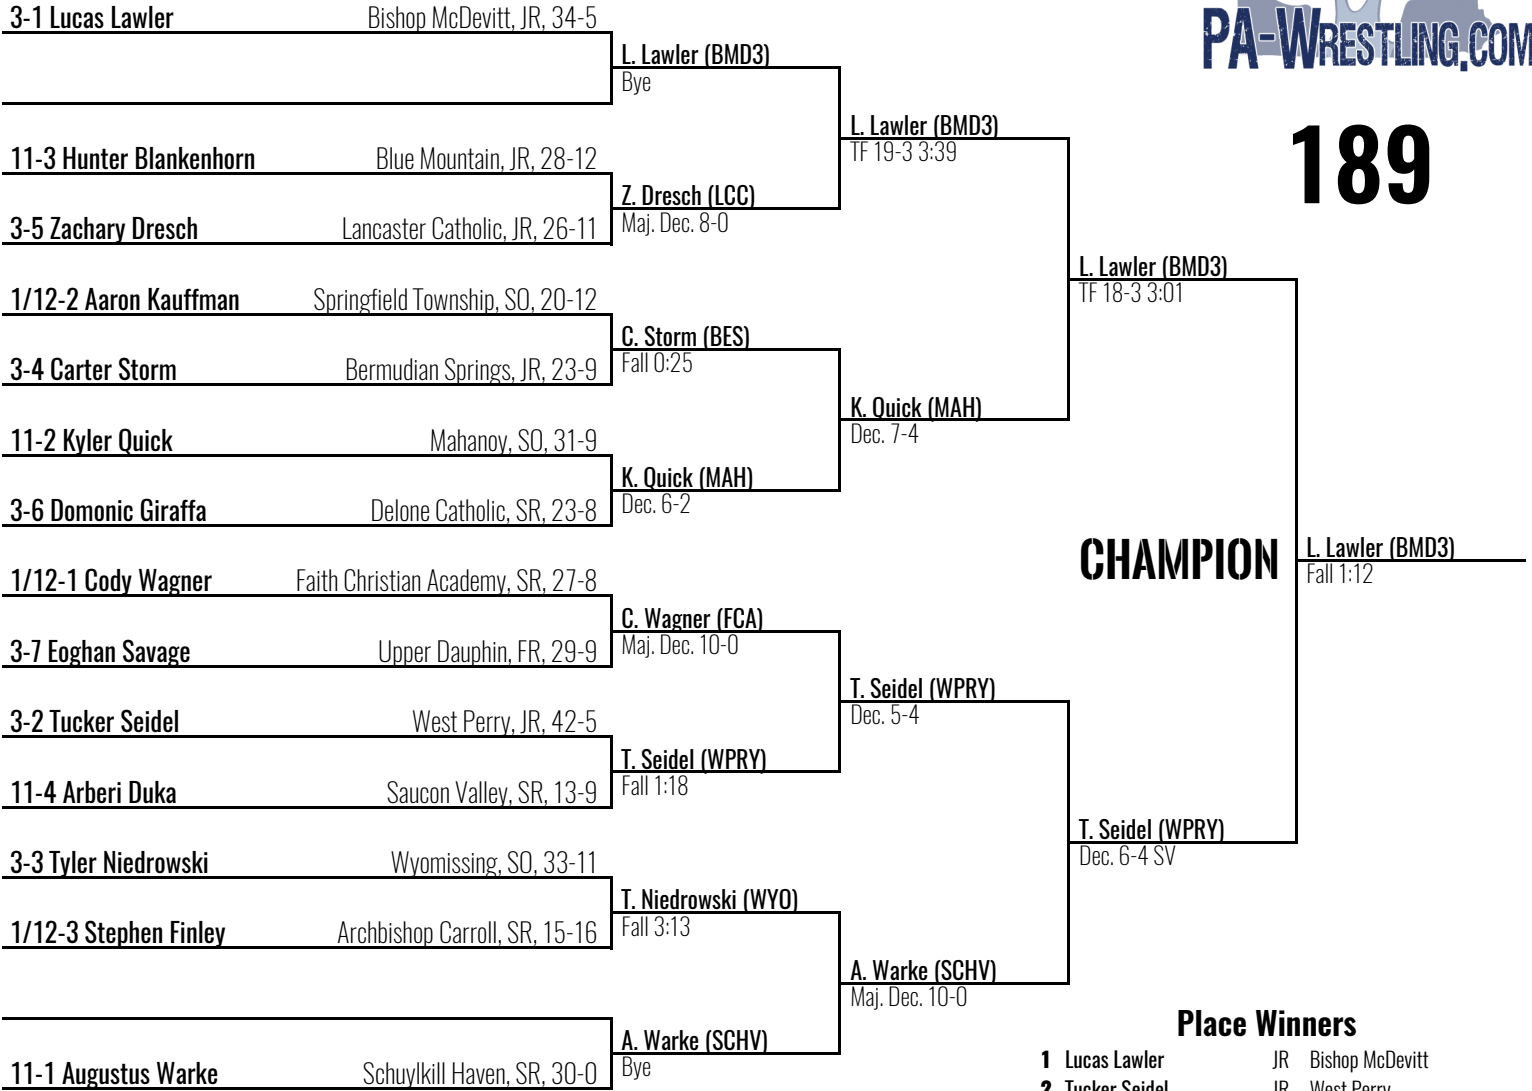 3-1 Lucas Lawler Bishop McDevitt, JR, 34-5
PA-WRESTLING.COM
L. Lawler (BMD3)
Bye
189
L. Lawler (BMD3)
TF 19-3 3:39
11-3 Hunter Blankenhorn Blue Mountain, JR, 28-12
Z. Dresch (LCC)
Maj. Dec. 8-0
3-5 Zachary Dresch Lancaster Catholic, JR, 26-11
L. Lawler (BMD3)
TF 18-3 3:01
1/12-2 Aaron Kauffman Springfield Township, SO, 20-12
C. Storm (BES)
Fall 0:25
3-4 Carter Storm Bermudian Springs, JR, 23-9
K. Quick (MAH)
Dec. 7-4
11-2 Kyler Quick Mahanoy, SO, 31-9
K. Quick (MAH)
Dec. 6-2
3-6 Domonic Giraffa Delone Catholic, SR, 23-8
CHAMPION
L. Lawler (BMD3)
Fall 1:12
1/12-1 Cody Wagner Faith Christian Academy, SR, 27-8
C. Wagner (FCA)
Maj. Dec. 10-0
3-7 Eoghan Savage Upper Dauphin, FR, 29-9
T. Seidel (WPRY)
Dec. 5-4
3-2 Tucker Seidel West Perry, JR, 42-5
T. Seidel (WPRY)
Fall 1:18
11-4 Arberi Duka Saucon Valley, SR, 13-9
T. Seidel (WPRY)
Dec. 6-4 SV
3-3 Tyler Niedrowski Wyomissing, SO, 33-11
T. Niedrowski (WYO)
Fall 3:13
1/12-3 Stephen Finley Archbishop Carroll, SR, 15-16
A. Warke (SCHV)
Maj. Dec. 10-0
A. Warke (SCHV)
Bye
11-1 Augustus Warke Schuylkill Haven, SR, 30-0
Place Winners
1 Lucas Lawler JR Bishop McDevitt
2 Tucker Seidel JR West Perry